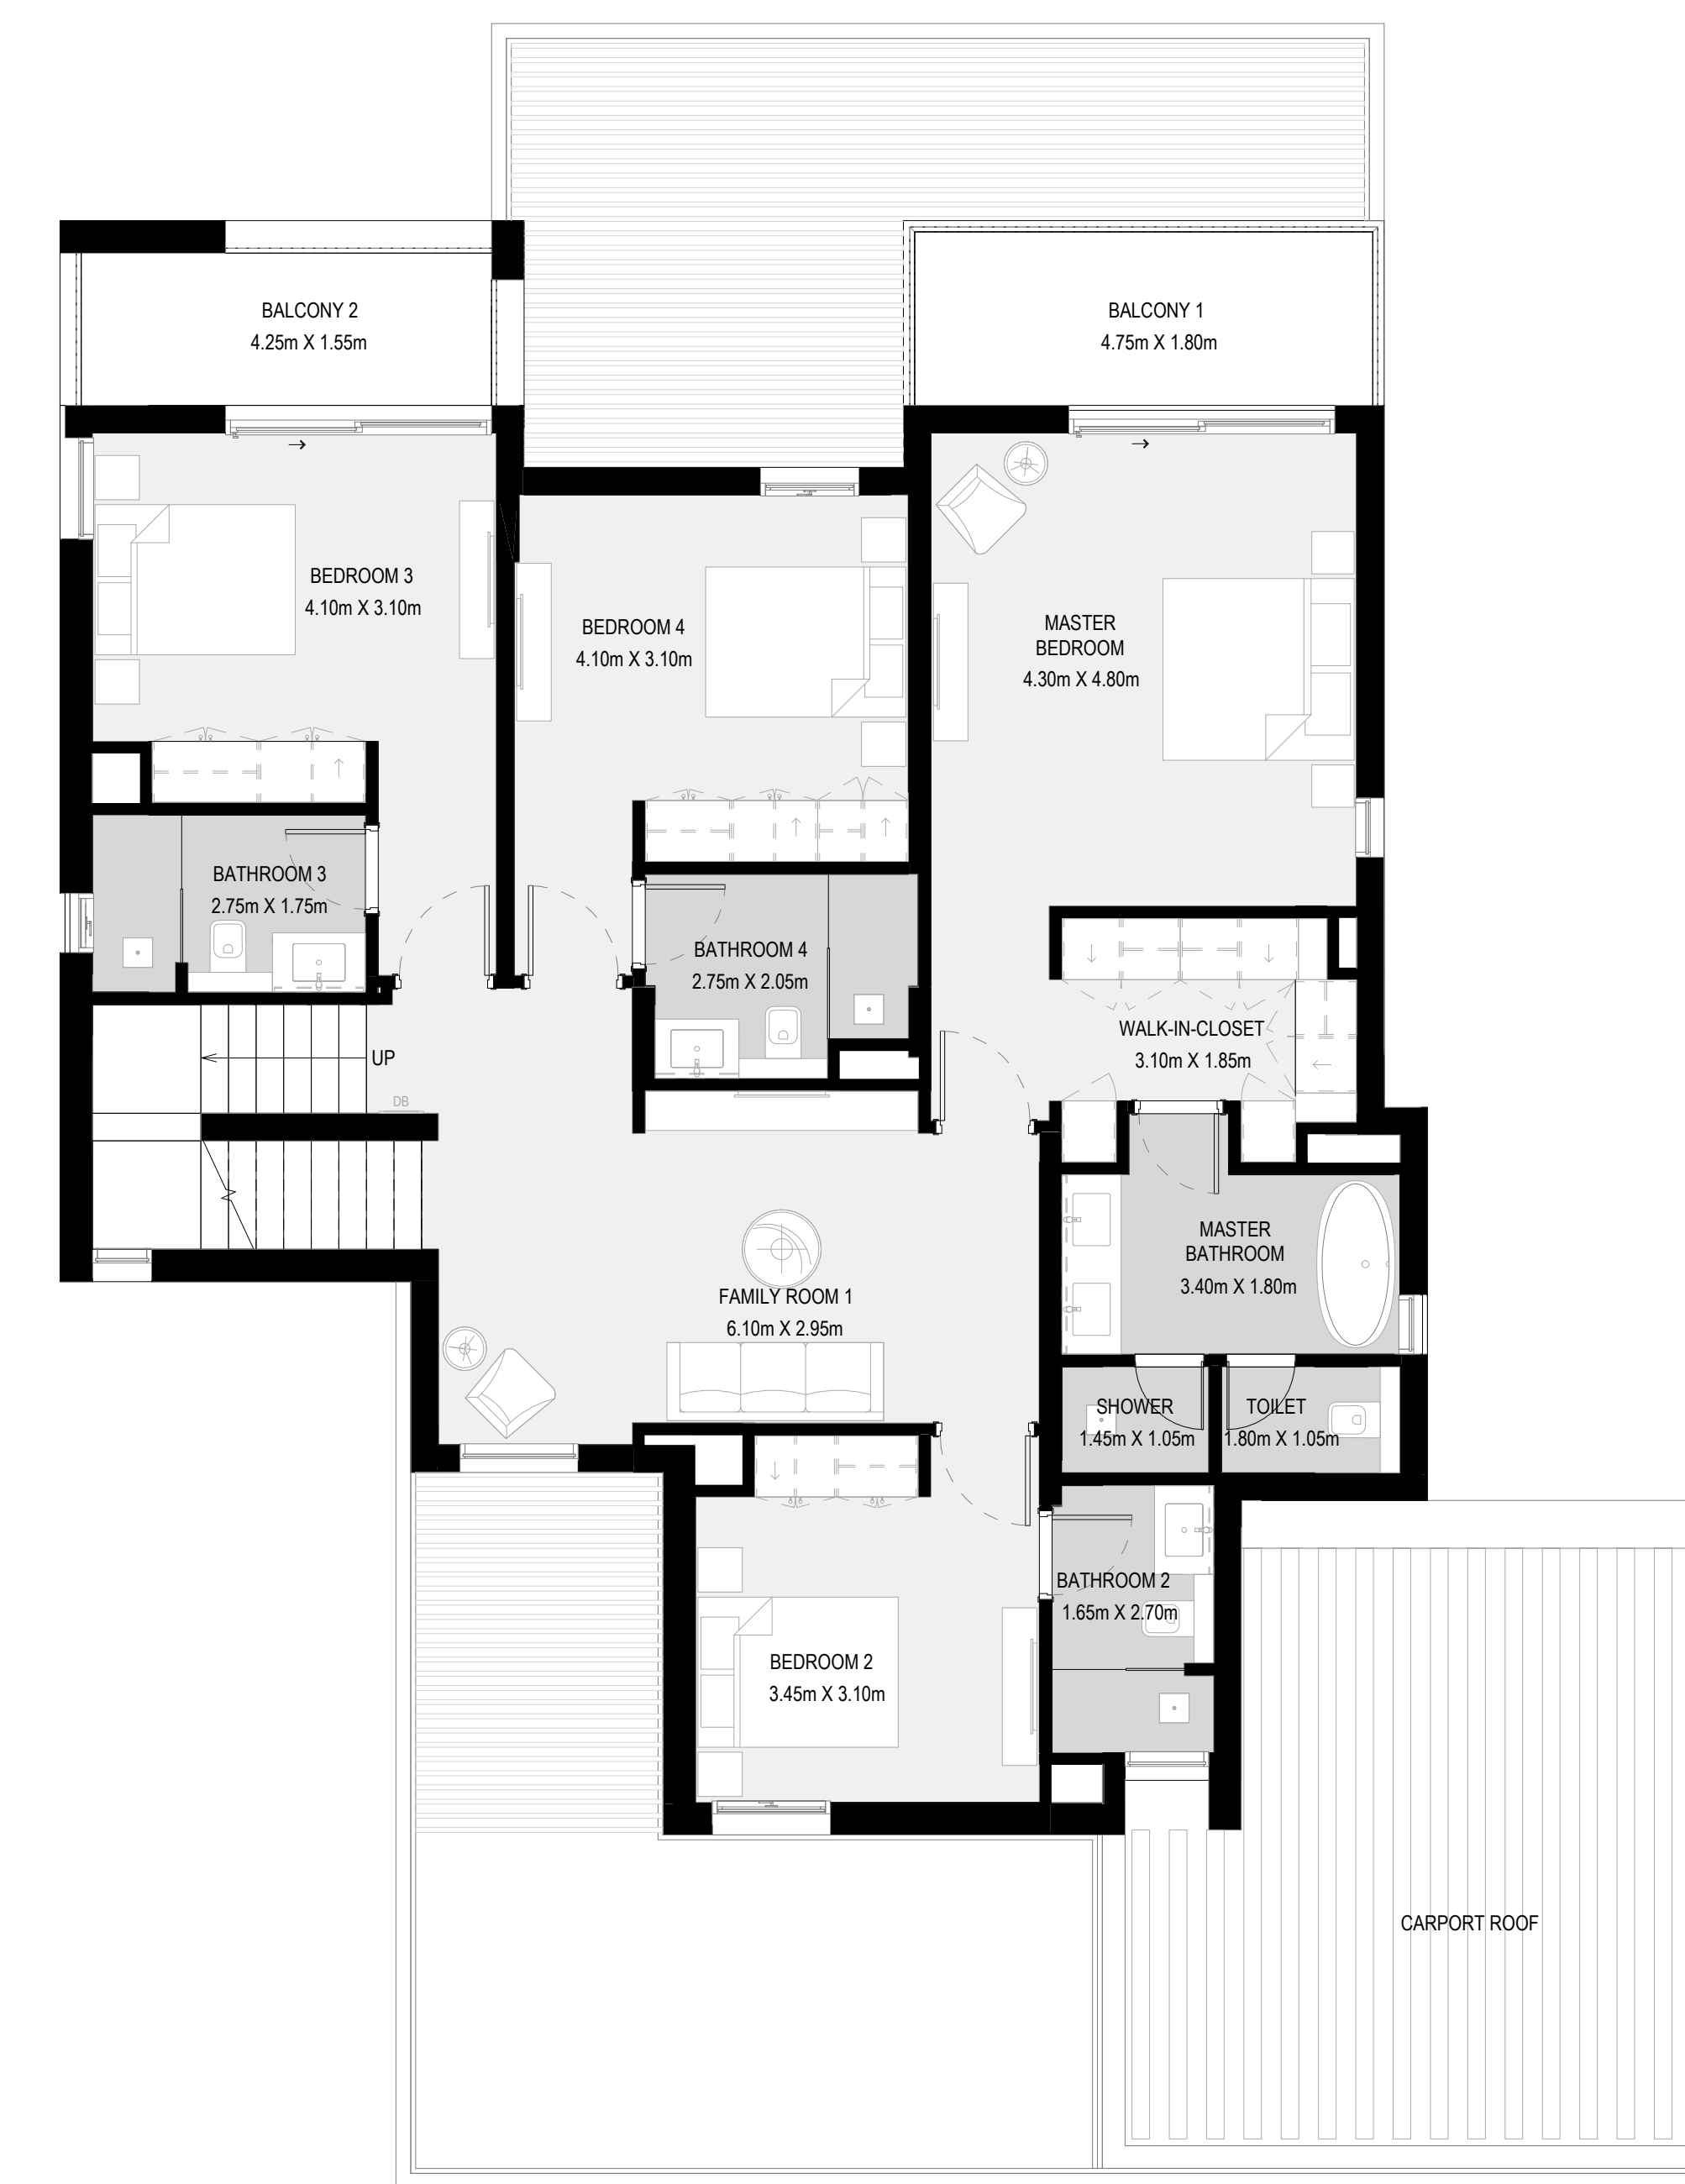 BALCONY 2
4.25m X 1.55m
BALCONY 1
4.75m X 1.80m
BEDROOM 3
4.10m X 3.10m
BEDROOM 4
4.10m X 3.10m
MASTER
BEDROOM
4.30m X 4.80m
BATHROOM 3
2.75m X 1.75m
BATHROOM 4
2.75m X 2.05m
WALK-IN-CLOSET
3.10m X 1.85m
UP
DB
MASTER
BATHROOM
3.40m X 1.80m
FAMILY ROOM 1
6.10m X 2.95m
SHOWER
1.45m X 1.05m
TOILET
1.80m X 1.05m
BATHROOM 2
1.65m X 2.70m
BEDROOM 2
3.45m X 3.10m
CARPORT ROOF